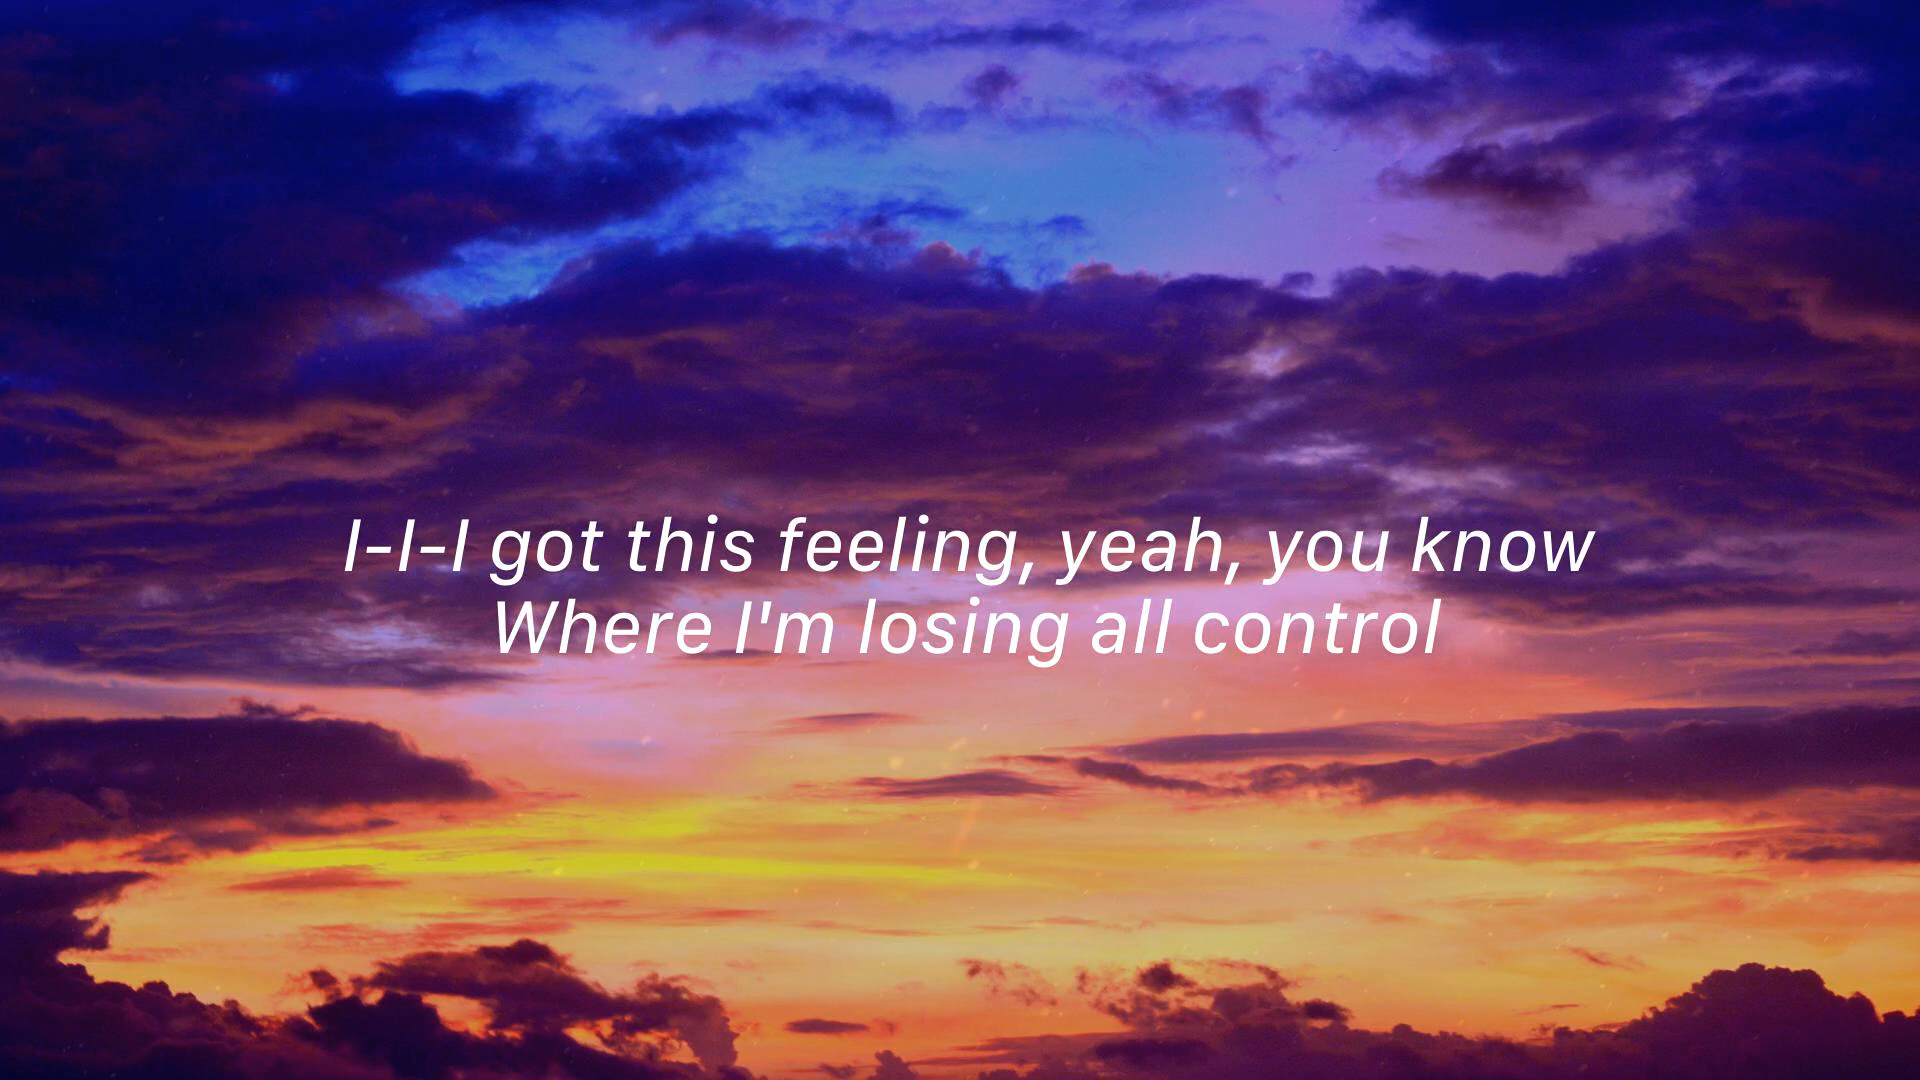 I-I-I got this feeling, yeah, you know
Where I'm losing all control